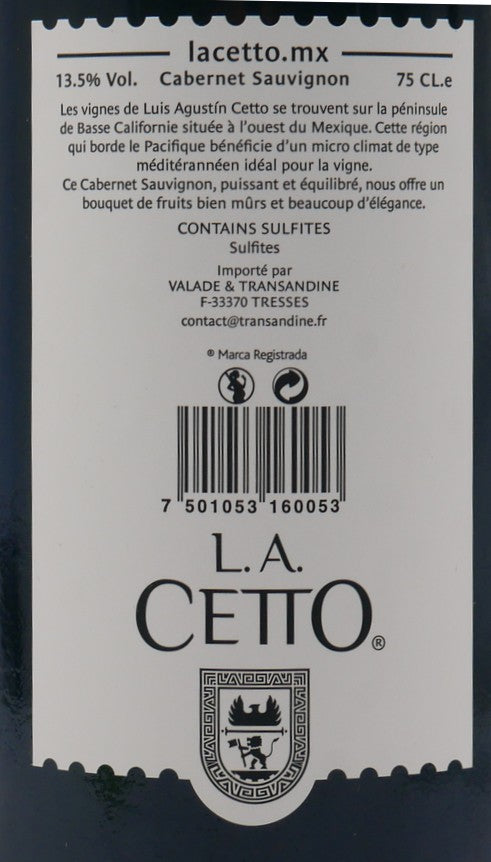 lacetto.mx
13.5% Vol. Cabernet Sauvignon 75 CL.e
Les vignes de Luis Agustín Cetto se trouvent sur la péninsule
de Basse Californie située à l'ouest du Mexique. Cette région
qui borde le Pacifique bénéficie d'un micro climat de type
méditérannéen idéal pour la vigne.
Ce Cabernet Sauvignon, puissant et équilibré, nous offre un
bouquet de fruits bien mûrs et beaucoup d'élégance.
CONTAINS SULFITES
Sulfites
Importé par
VALADE & TRANSANDINE
F-33370 TRESSES
contact@transandine.fr
® Marca Registrada
7 501053 160053
L.A.
CETTO®